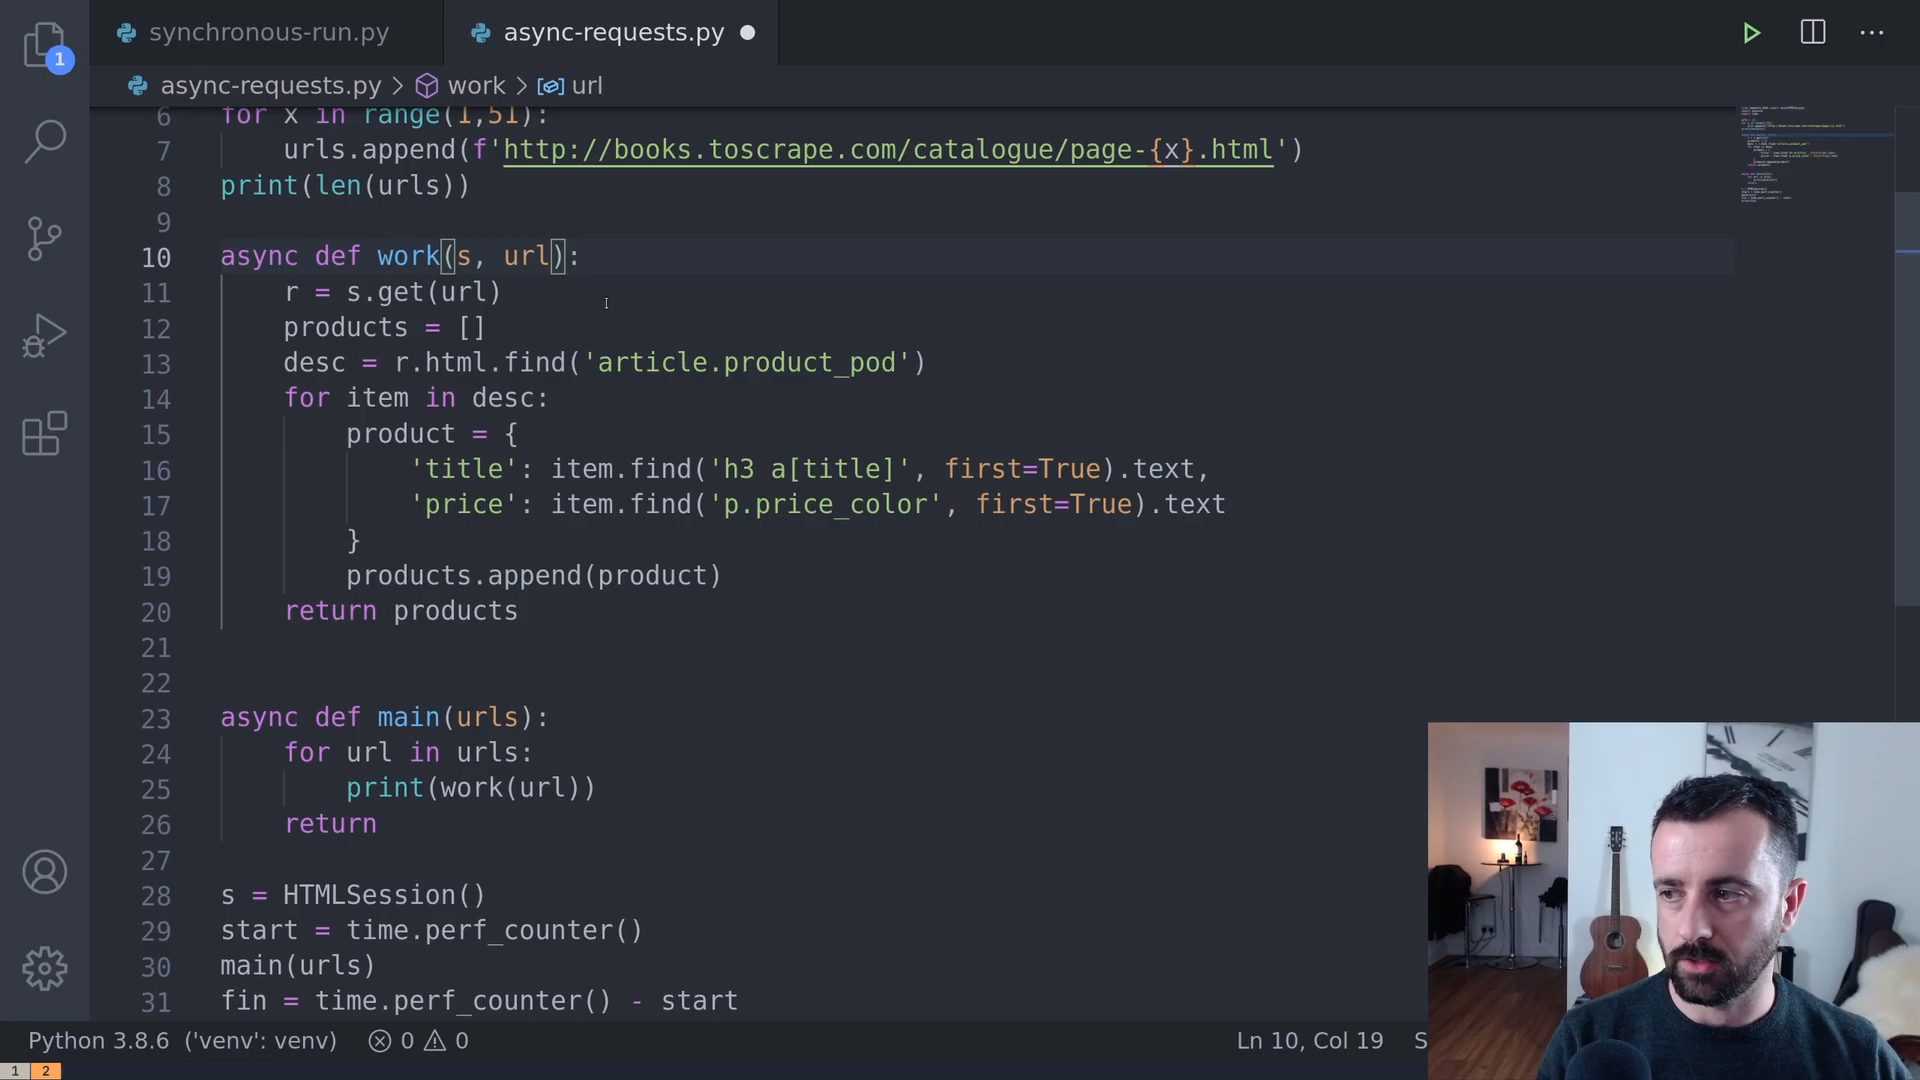 synchronous-run.py
async-requests.py
1
async-requests.py > work > url
6 for x in range(1,51):
7 urls.append(f'http://books.toscrape.com/catalogue/page-{x}.html')
8 print(len(urls))
9
10 async def work(s, url):
11 r = s.get(url)
12 products = []
13 desc = r.html.find('article.product_pod')
14 for item in desc:
15 product = {
16 'title': item.find('h3 a[title]', first=True).text,
17 'price': item.find('p.price_color', first=True).text
18 }
19 products.append(product)
20 return products
21
22
23 async def main(urls):
24 for url in urls:
25 print(work(url))
26 return
27
28 s = HTMLSession()
29 start = time.perf_counter()
30 main(urls)
31 fin = time.perf_counter() - start
Python 3.8.6 ('venv': venv) 0 0 Ln 10, Col 19 S
1 2